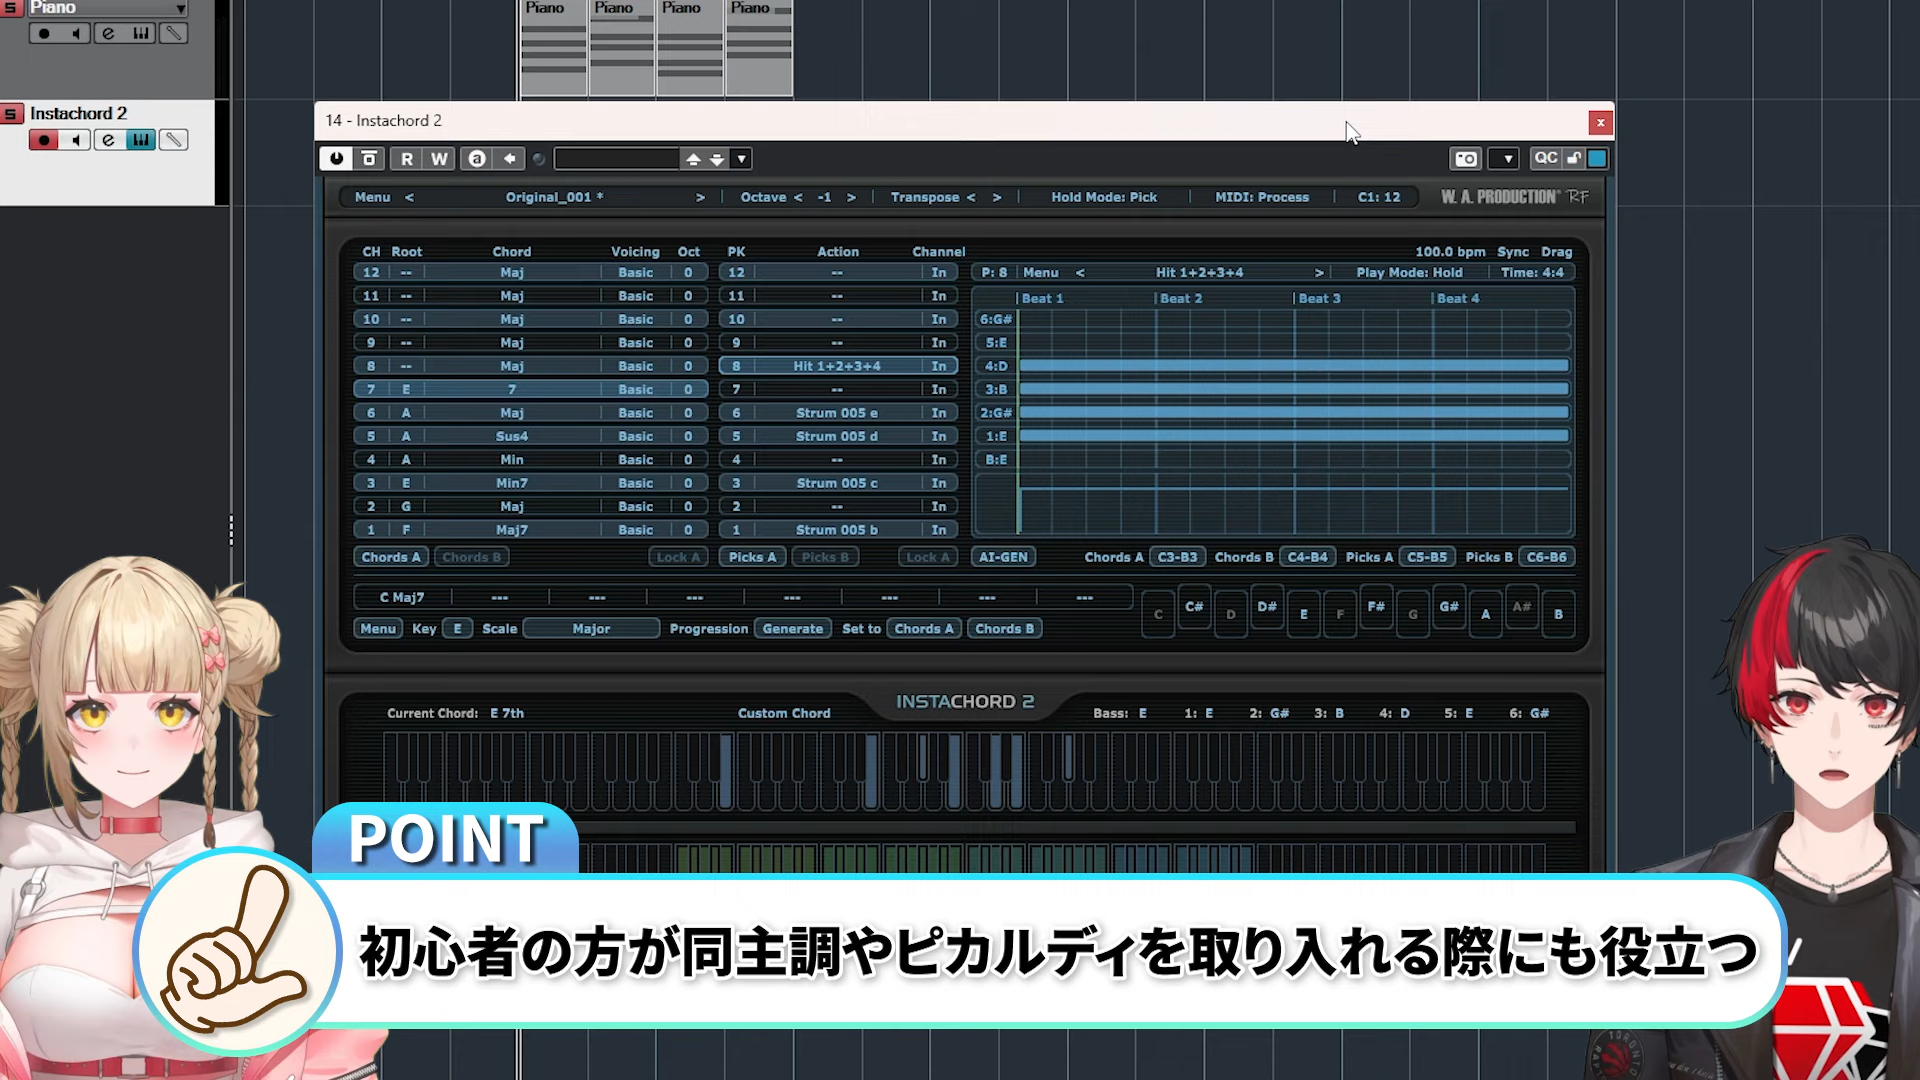 S Piano
Piano Piano Piano Piano
S Instachord 2
14 - Instachord 2
x
R W a QC
Menu < Original_001 * > Octave < -1 > Transpose < > Hold Mode: Pick MIDI: Process C1: 12 W. A. PRODUCTION
CH Root Chord Voicing Oct PK Action Channel 100.0 bpm Sync Drag
12 -- Maj Basic 0 12 -- In P: 8 Menu < Hit 1+2+3+4 > Play Mode: Hold Time: 4:4
11 -- Maj Basic 0 11 -- In Beat 1 Beat 2 Beat 3 Beat 4
10 -- Maj Basic 0 10 -- In 6:G#
9 -- Maj Basic 0 9 -- In 5:E
8 -- Maj Basic 0 8 Hit 1+2+3+4 In 4:D
7 E 7 Basic 0 7 -- In 3:B
6 A Maj Basic 0 6 Strum 005 e In 2:G#
5 A Sus4 Basic 0 5 Strum 005 d In 1:E
4 A Min Basic 0 4 -- In B:E
3 E Min7 Basic 0 3 Strum 005 c In
2 G Maj Basic 0 2 -- In
1 F Maj7 Basic 0 1 Strum 005 b In
Chords A Chords B Lock A Picks A Picks B Lock A AI-GEN Chords A C3-B3 Chords B C4-B4 Picks A C5-B5 Picks B C6-B6
C Maj7 --- --- --- --- --- --- --- C C# D D# E F F# G G# A A# B
Menu Key E Scale Major Progression Generate Set to Chords A Chords B
INSTACHORD 2
Current Chord: E 7th Custom Chord Bass: E 1: E 2: G# 3: B 4: D 5: E 6: G#
POINT
初心者の方が同主調やピカルディを取り入れる際にも役立つ